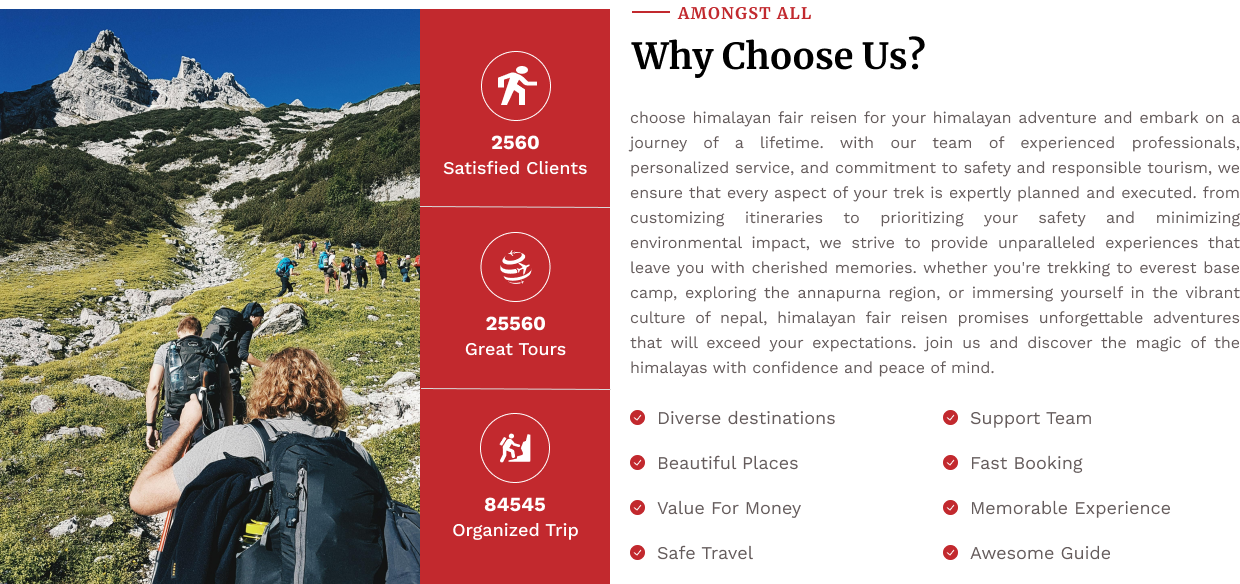 2560
Satisfied Clients
25560
Great Tours
84545
Organized Trip
AMONGST ALL
Why Choose Us?
choose himalayan fair reisen for your himalayan adventure and embark on a
journey of a lifetime. with our team of experienced professionals,
personalized service, and commitment to safety and responsible tourism, we
ensure that every aspect of your trek is expertly planned and executed. from
customizing itineraries to prioritizing your safety and minimizing
environmental impact, we strive to provide unparalleled experiences that
leave you with cherished memories. whether you're trekking to everest base
camp, exploring the annapurna region, or immersing yourself in the vibrant
culture of nepal, himalayan fair reisen promises unforgettable adventures
that will exceed your expectations. join us and discover the magic of the
himalayas with confidence and peace of mind.
Diverse destinations
Support Team
Beautiful Places
Fast Booking
Value For Money
Memorable Experience
Safe Travel
Awesome Guide